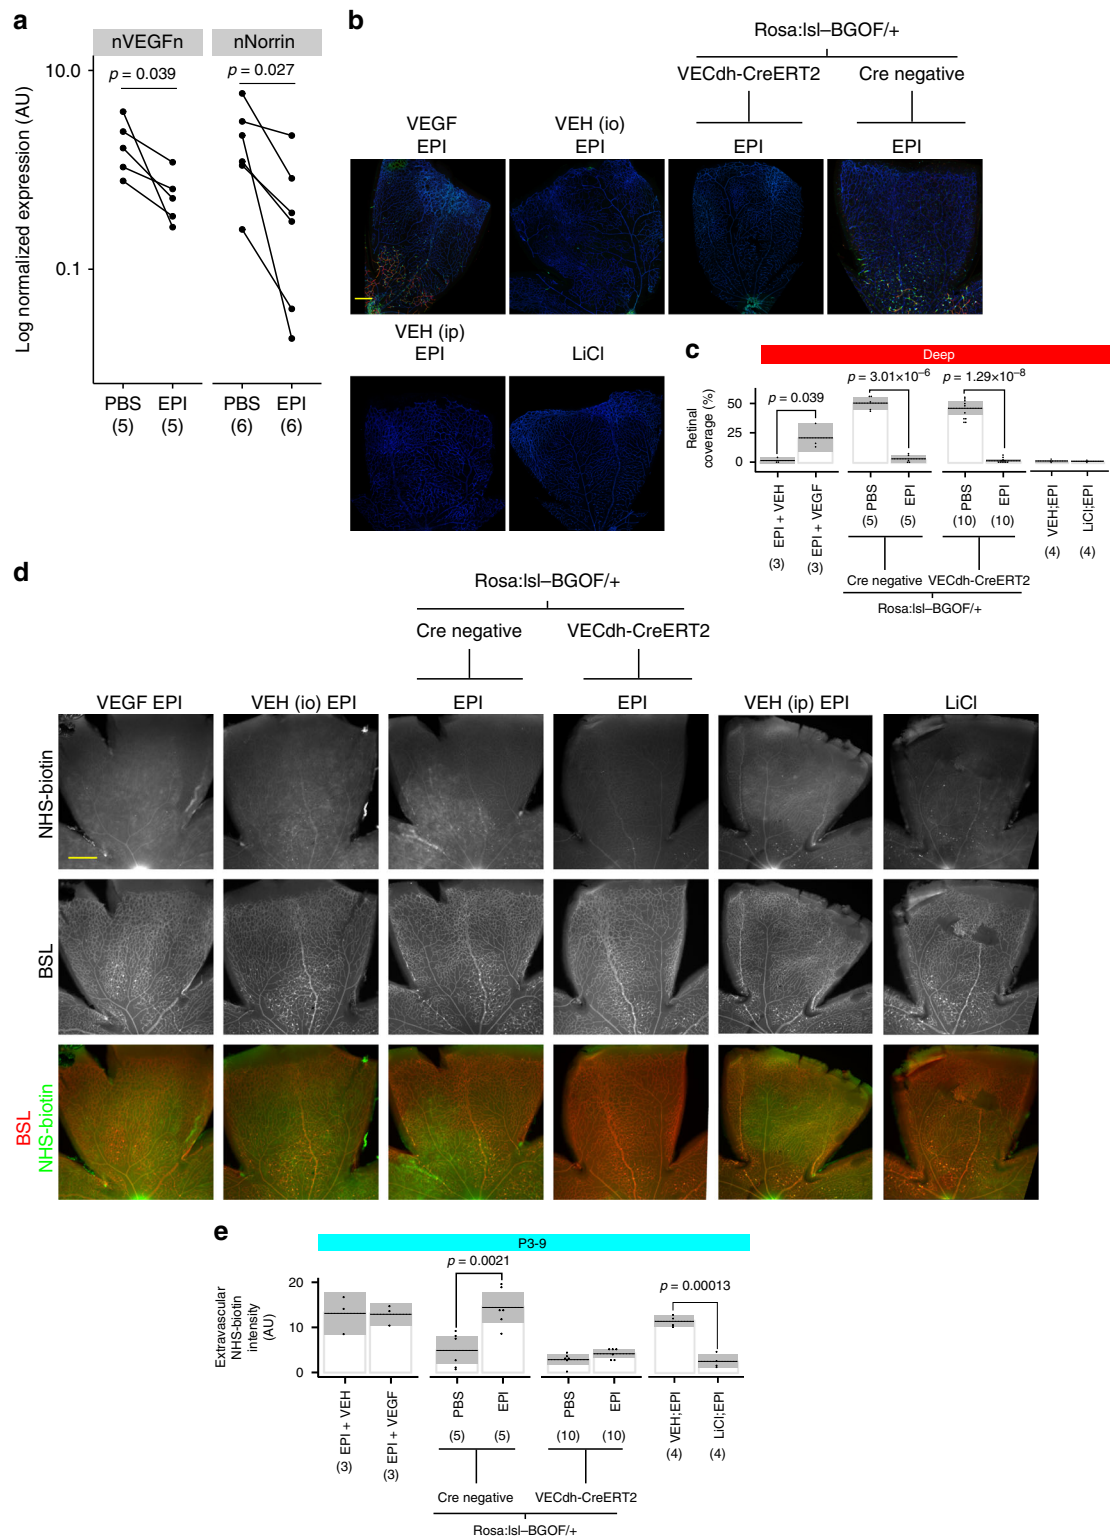 a
nVEGFn
nNorrin
10.0
0.1
p = 0.039
p = 0.027
Log normalized expression (AU)
PBS
EPI
PBS
EPI
(5)
(5)
(6)
(6)
b
Rosa:lsl–BGOF/+
VECdh-CreERT2
Cre negative
VEGF
EPI
VEH (io)
EPI
EPI
EPI
VEH (ip)
EPI
LiCl
c
Deep
Retinal
coverage (%)
50
25
0
p = 0.039
p = 3.01×10⁻⁶
p = 1.29×10⁻⁸
EPI + VEH
(3)
EPI + VEGF
(3)
PBS
(5)
EPI
(5)
PBS
(10)
EPI
(10)
VEH;EPI
(4)
LiCl;EPI
(4)
Cre negative
VECdh-CreERT2
Rosa:lsl–BGOF/+
d
Rosa:lsl–BGOF/+
Cre negative
VECdh-CreERT2
VEGF EPI
VEH (io) EPI
EPI
EPI
VEH (ip) EPI
LiCl
NHS-biotin
BSL
BSL
NHS-biotin
e
P3-9
Extravascular
NHS-biotin
intensity
(AU)
20
10
0
p = 0.0021
p = 0.00013
EPI + VEH
(3)
EPI + VEGF
(3)
PBS
(5)
EPI
(5)
PBS
(10)
EPI
(10)
VEH;EPI
(4)
LiCl;EPI
(4)
Cre negative
VECdh-CreERT2
Rosa:lsl–BGOF/+